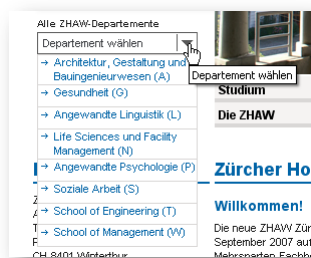 Alle ZHAW-Departemente
Departement wählen
→ Architektur, Gestaltung und
Bauingenieurwesen (A)
Departement wählen
→ Gesundheit (G)
Studium
→ Angewandte Linguistik (L)
Die ZHAW
→ Life Sciences und Facility
Management (N)
→ Angewandte Psychologie (P)
Zürcher Ho
→ Soziale Arbeit (S)
Willkommen!
→ School of Engineering (T)
Die neue ZHAW Zür
→ School of Management (W)
September 2007 auf
CH 8401 Winterthur
Mehrsparten Fachho